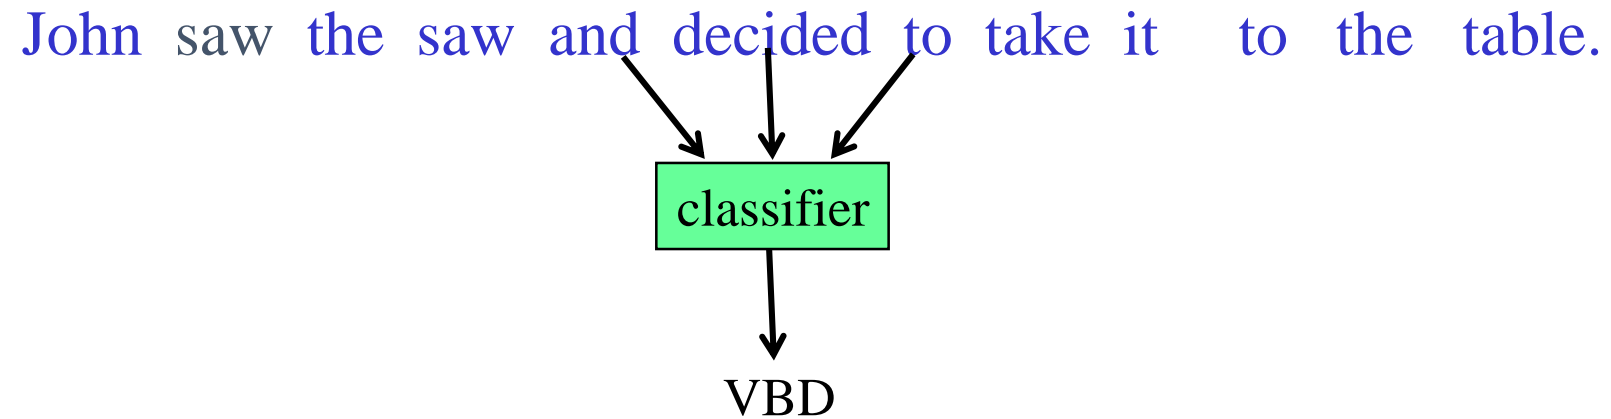 John saw the saw and decided to take it to the table.
classifier
VBD